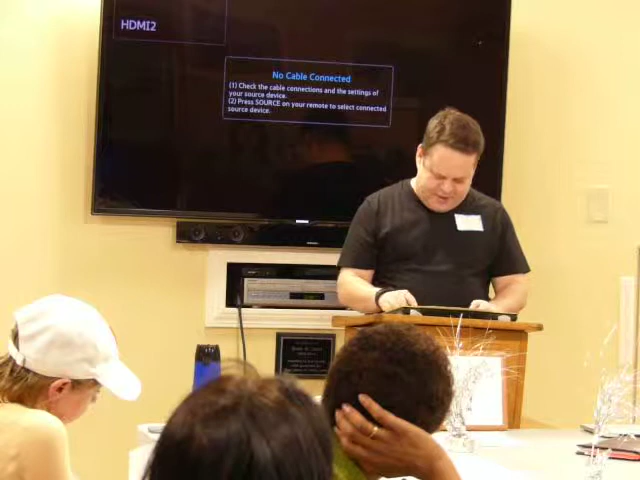 HDMI2
No Cable Connected
(1) Check the cable connections and the settings of
your source device.
(2) Press SOURCE on your remote to select connected
source device.